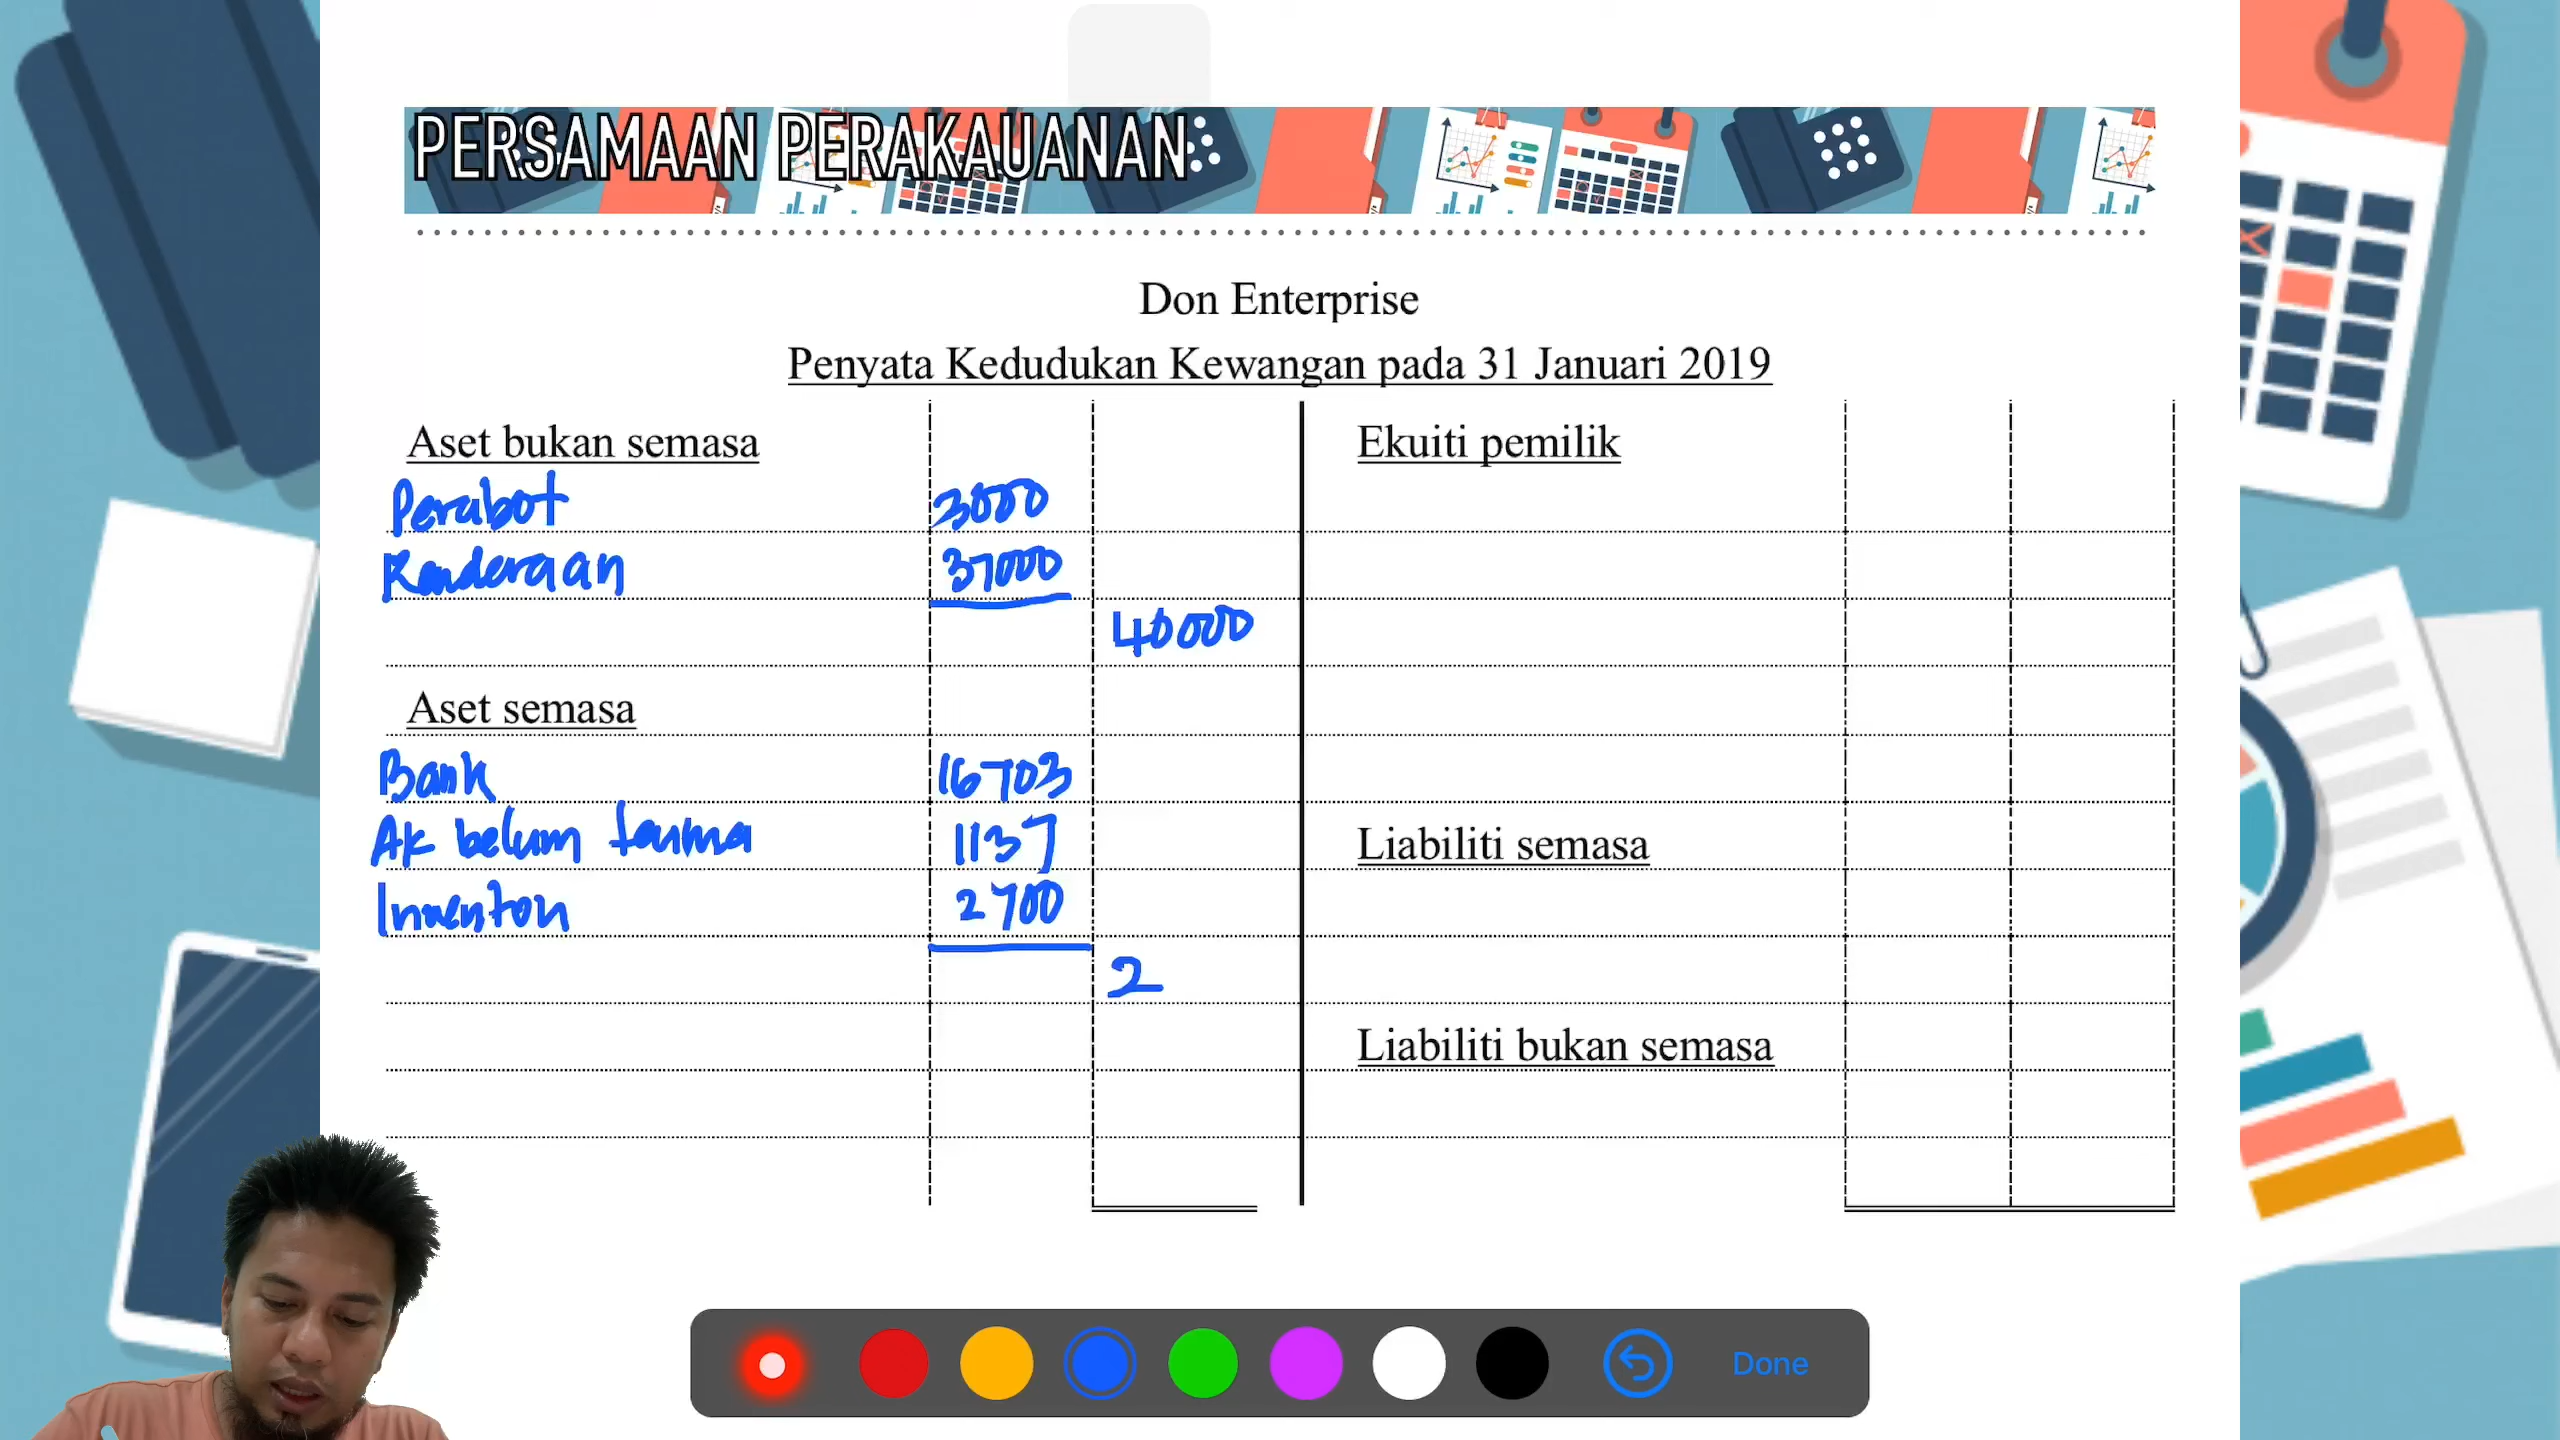 PERSAMAAN PERAKAUANAN
Don Enterprise
Penyata Kedudukan Kewangan pada 31 Januari 2019
Aset bukan semasa
Perabot 3000
Kenderaan 37000
40000
Aset semasa
Bank 16703
Ak belum terima 1137
Inventori 2700
2
Ekuiti pemilik
Liabiliti semasa
Liabiliti bukan semasa
Done